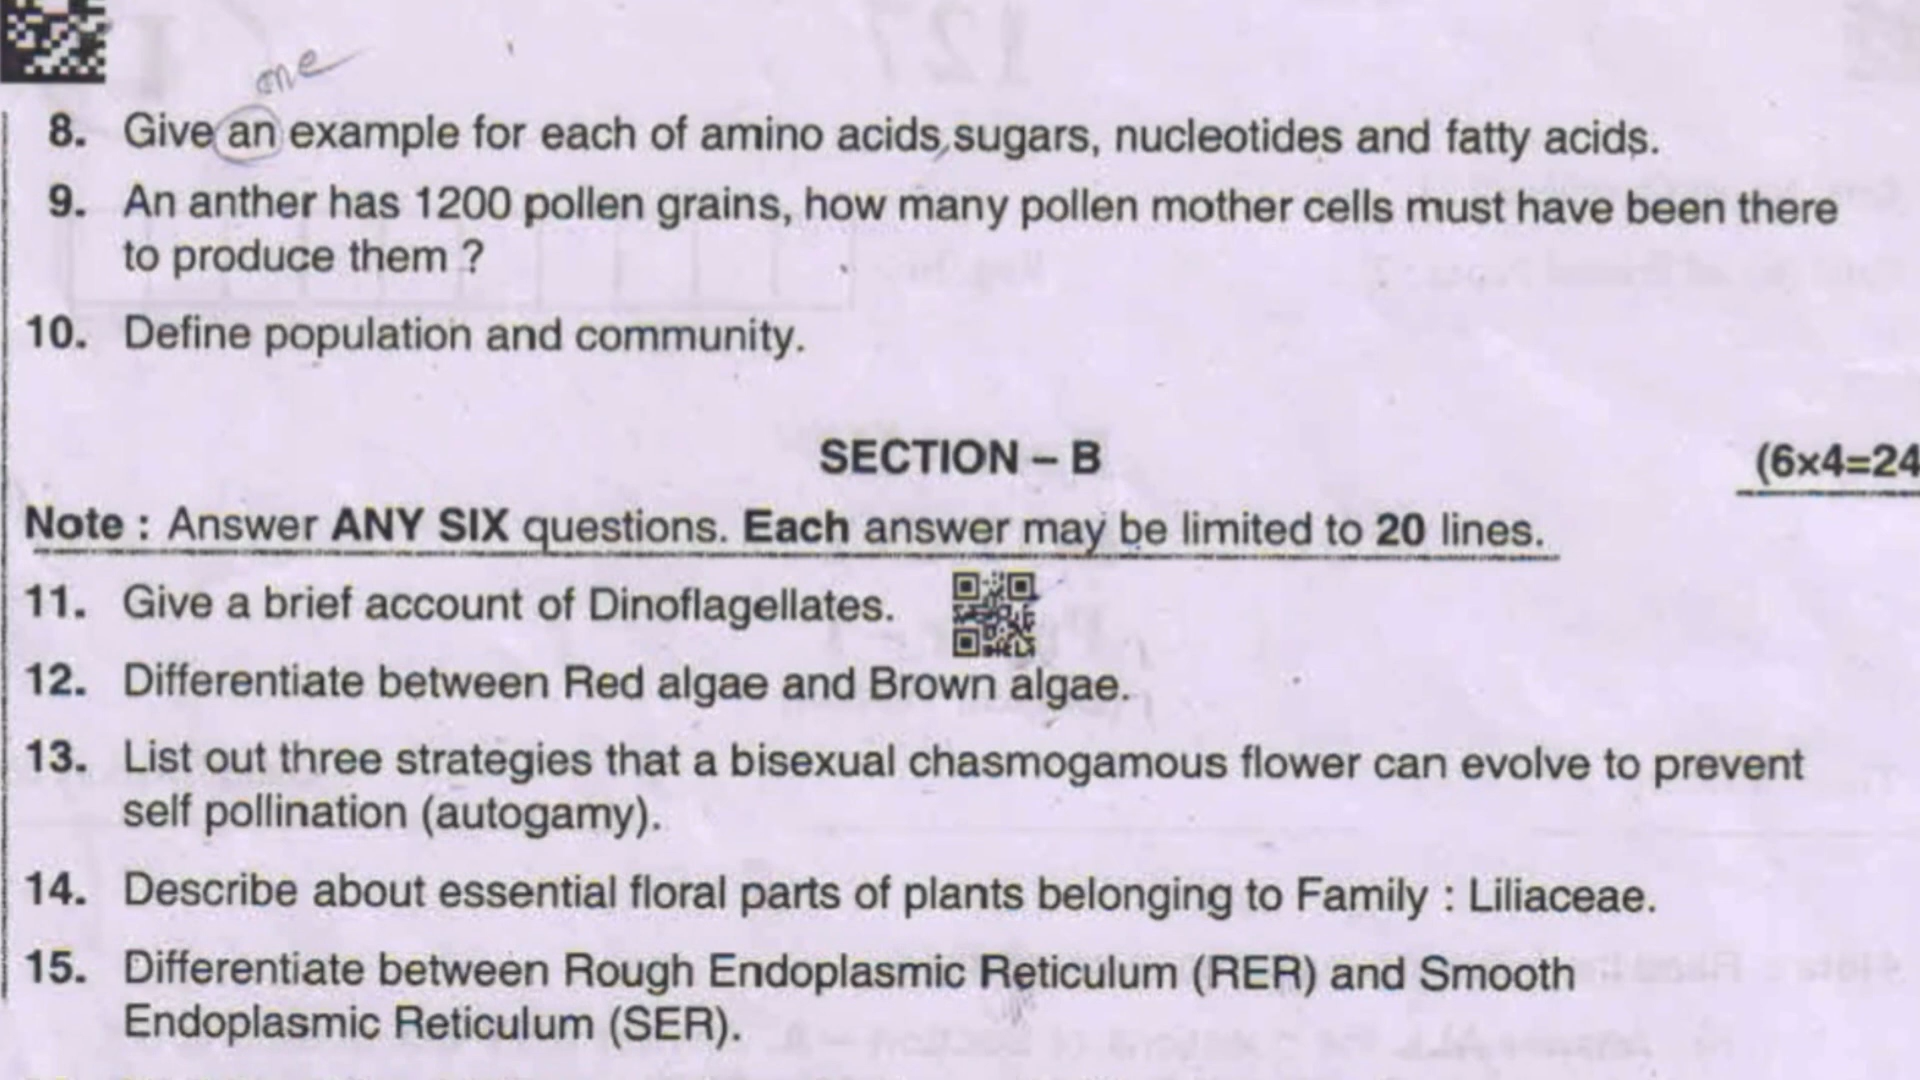 one
8. Give an example for each of amino acids, sugars, nucleotides and fatty acids.
9. An anther has 1200 pollen grains, how many pollen mother cells must have been there
to produce them ?
10. Define population and community.
SECTION – B
(6×4=24
Note : Answer ANY SIX questions. Each answer may be limited to 20 lines.
11. Give a brief account of Dinoflagellates.
12. Differentiate between Red algae and Brown algae.
13. List out three strategies that a bisexual chasmogamous flower can evolve to prevent
self pollination (autogamy).
14. Describe about essential floral parts of plants belonging to Family : Liliaceae.
15. Differentiate between Rough Endoplasmic Reticulum (RER) and Smooth
Endoplasmic Reticulum (SER).